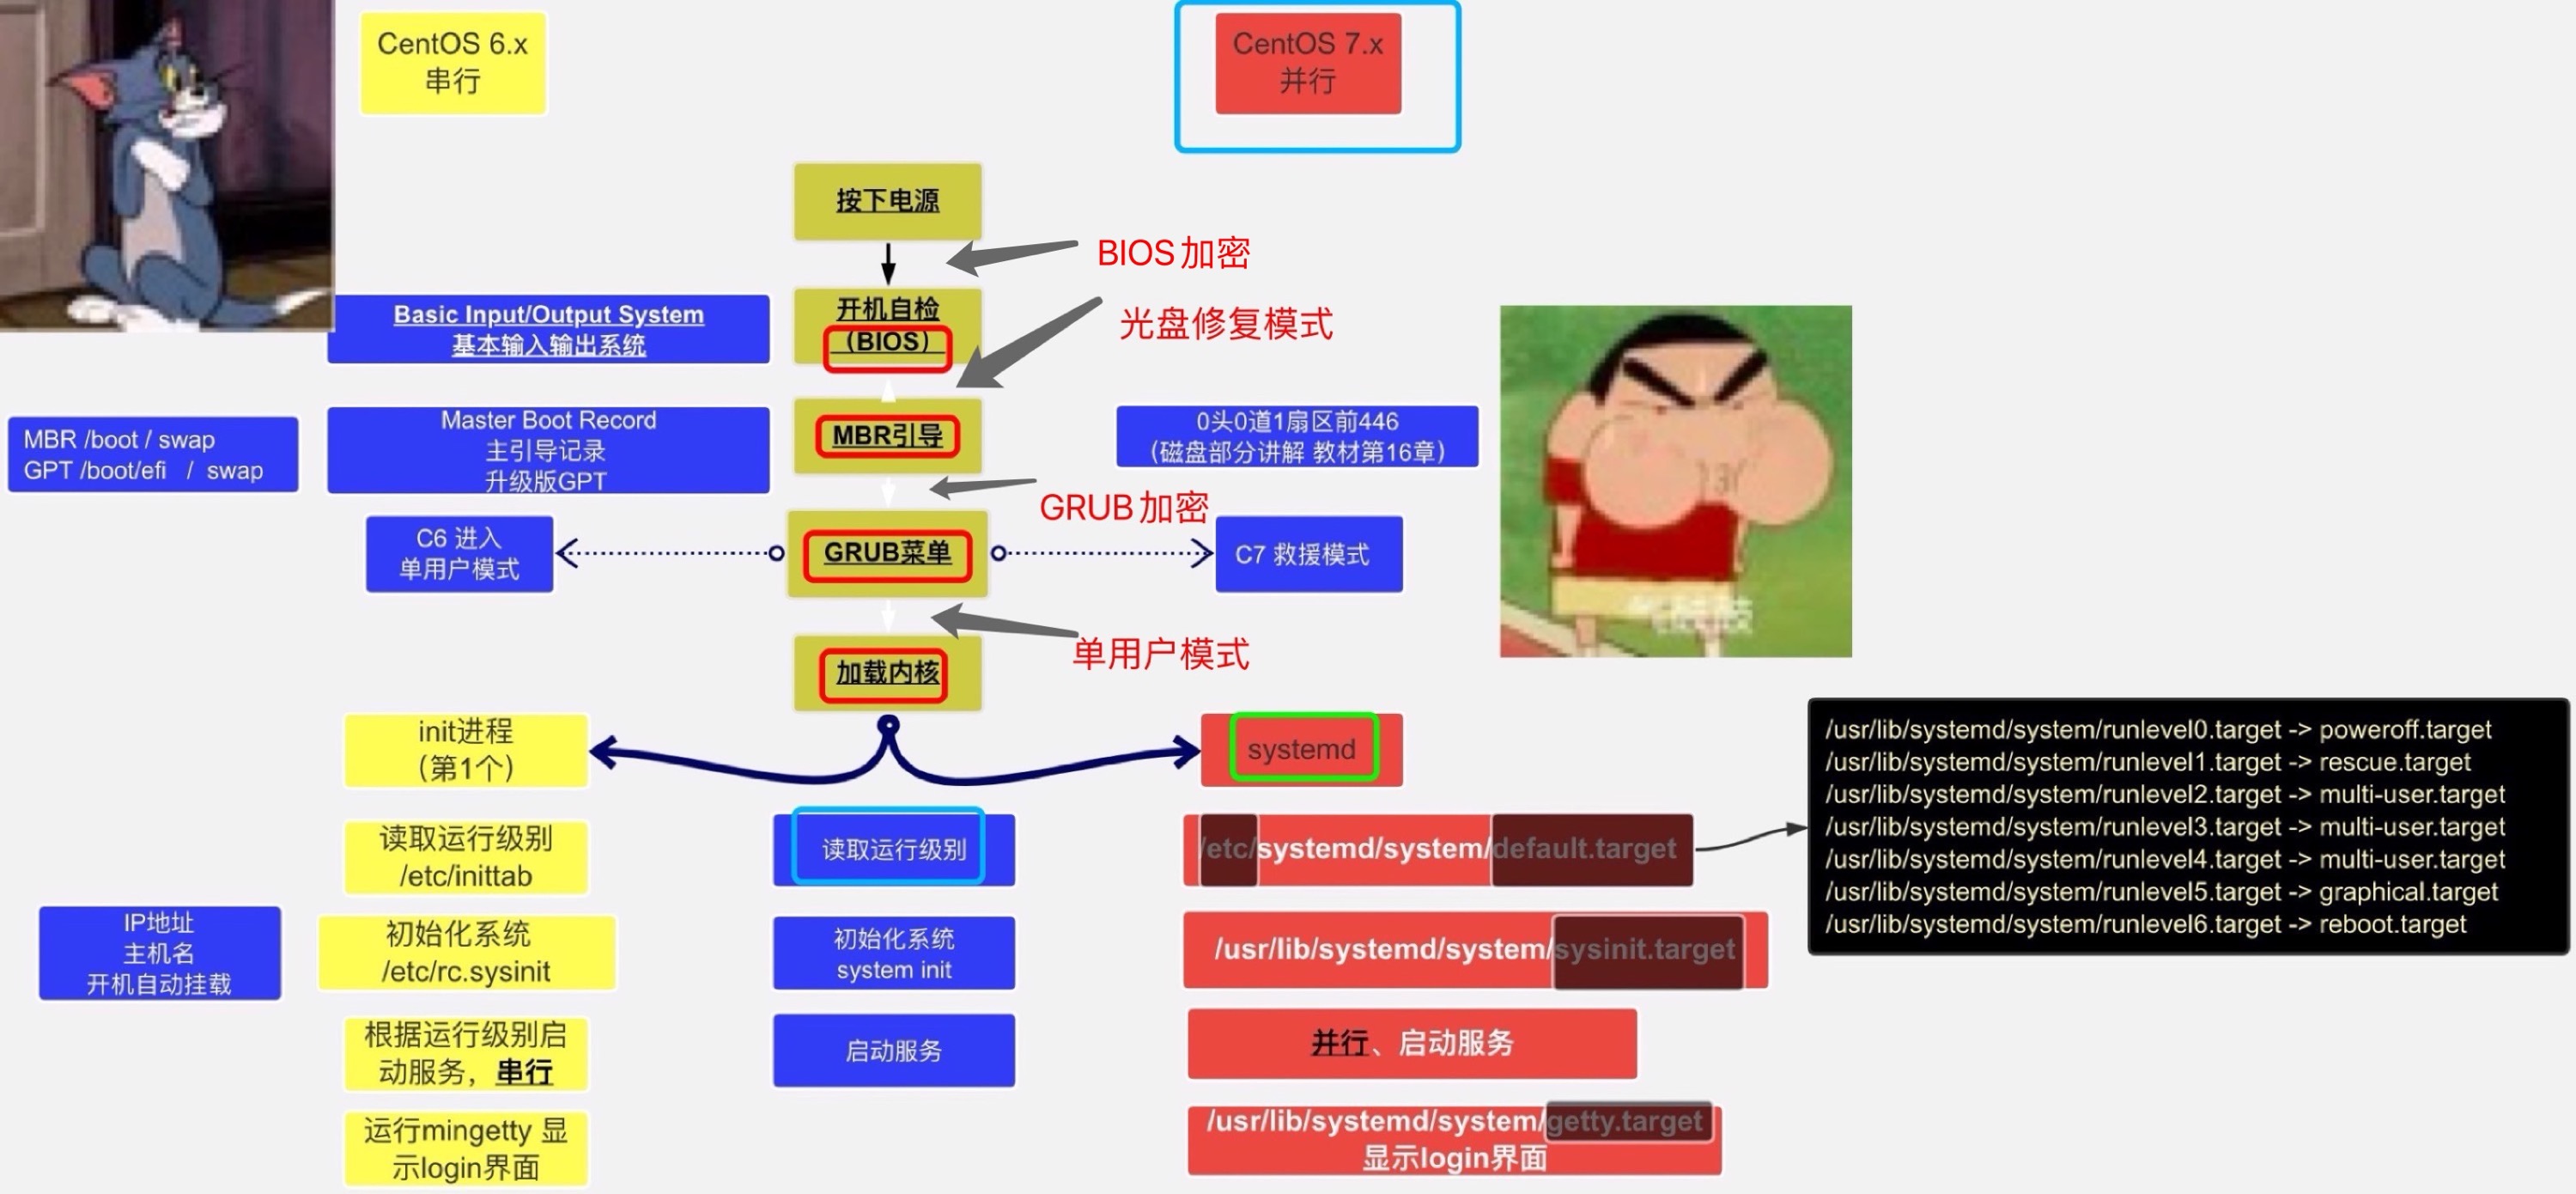 CentOS 6.x
串行
CentOS 7.x
并行
按下电源
BIOS加密
开机自检
（BIOS）
Basic Input/Output System
基本输入输出系统
光盘修复模式
MBR /boot / swap
GPT /boot/efi / swap
Master Boot Record
主引导记录
升级版GPT
MBR引导
0头0道1扇区前446
（磁盘部分讲解 教材第16章）
GRUB加密
C6 进入
单用户模式
GRUB菜单
C7 救援模式
单用户模式
加载内核
init进程
（第1个）
systemd
读取运行级别
/etc/inittab
读取运行级别
/etc/systemd/system/default.target
/usr/lib/systemd/system/runlevel0.target -> poweroff.target
/usr/lib/systemd/system/runlevel1.target -> rescue.target
/usr/lib/systemd/system/runlevel2.target -> multi-user.target
/usr/lib/systemd/system/runlevel3.target -> multi-user.target
/usr/lib/systemd/system/runlevel4.target -> multi-user.target
/usr/lib/systemd/system/runlevel5.target -> graphical.target
/usr/lib/systemd/system/runlevel6.target -> reboot.target
IP地址
主机名
开机自动挂载
初始化系统
/etc/rc.sysinit
初始化系统
system init
/usr/lib/systemd/system/sysinit.target
根据运行级别启
动服务，串行
启动服务
并行、启动服务
运行mingetty 显
示login界面
/usr/lib/systemd/system/getty.target
显示login界面